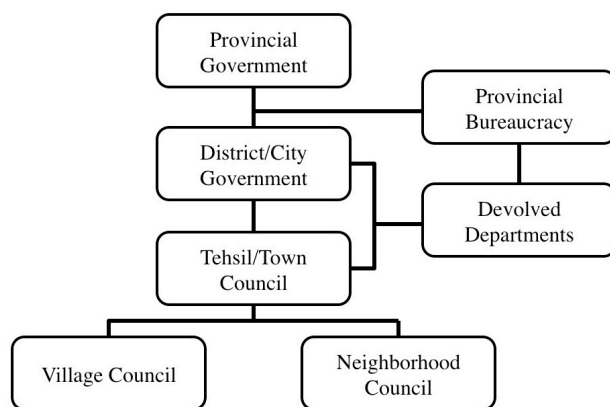 Provincial
Government
Provincial
Bureaucracy
District/City
Government
Devolved
Departments
Tehsil/Town
Council
Village Council
Neighborhood
Council